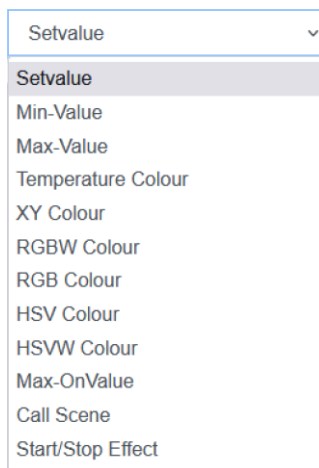 Setvalue
Setvalue
Min-Value
Max-Value
Temperature Colour
XY Colour
RGBW Colour
RGB Colour
HSV Colour
HSVW Colour
Max-OnValue
Call Scene
Start/Stop Effect